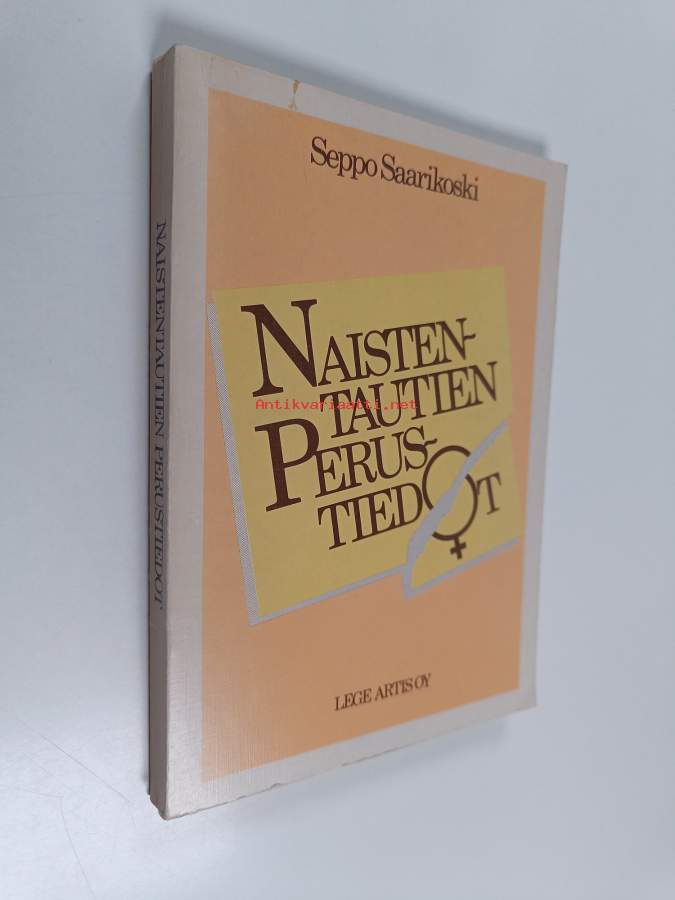 Seppo Saarikoski
NAISTEN-
TAUTIEN
PERUS-
TIEDOT
LEGE ARTIS OY
NAISTENTAUTIEN PERUSTIEDOT
Antikvariaatti.net